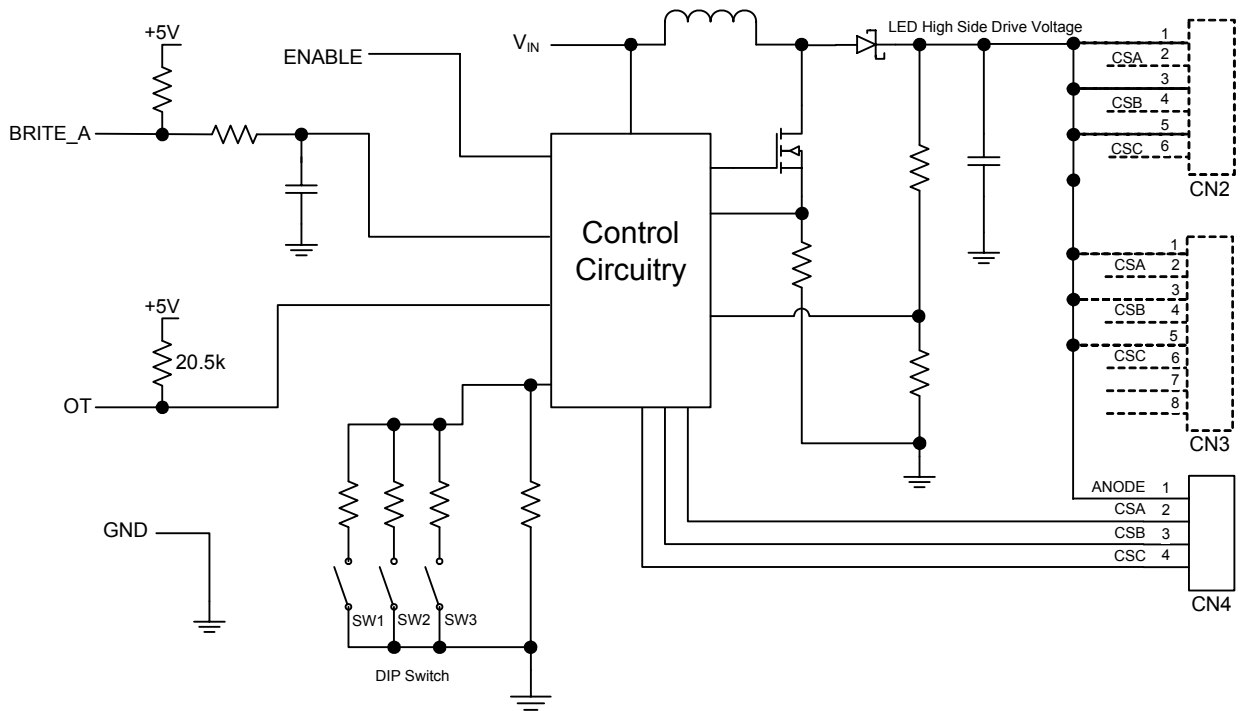 +5V
ENABLE
VIN
LED High Side Drive Voltage
BRITE_A
1
CSA 2
3
CSB 4
5
CSC 6
CN2
Control
Circuitry
1
CSA 2
3
CSB 4
5
CSC 6
7
8
CN3
+5V
20.5k
OT
ANODE 1
CSA 2
CSB 3
CSC 4
CN4
GND
SW1 SW2 SW3
DIP Switch